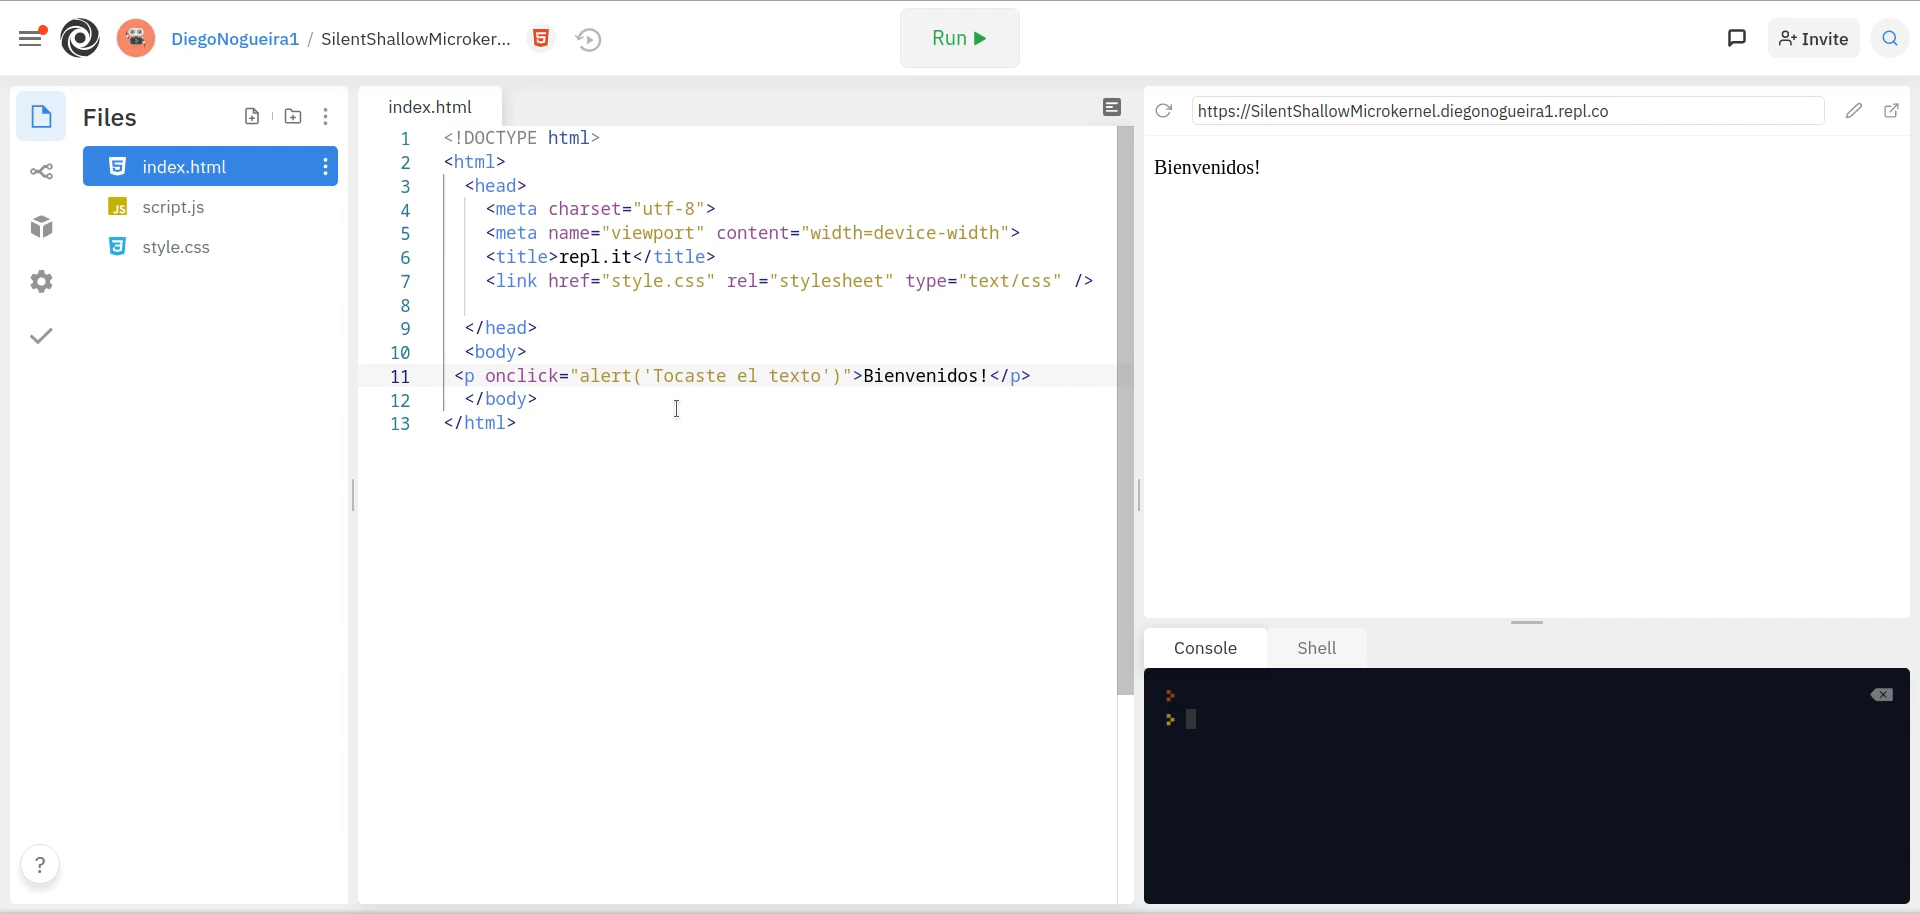 DiegoNogueira1 / SilentShallowMicroker...
Run
Invite
Files
index.html
script.js
style.css
?
index.html
1 <!DOCTYPE html>
2 <html>
3 <head>
4 <meta charset="utf-8">
5 <meta name="viewport" content="width=device-width">
6 <title>repl.it</title>
7 <link href="style.css" rel="stylesheet" type="text/css" />
8
9 </head>
10 <body>
11 <p onclick="alert('Tocaste el texto')">Bienvenidos!</p>
12 </body>
13 </html>
https://SilentShallowMicrokernel.diegonogueira1.repl.co
Bienvenidos!
Console Shell